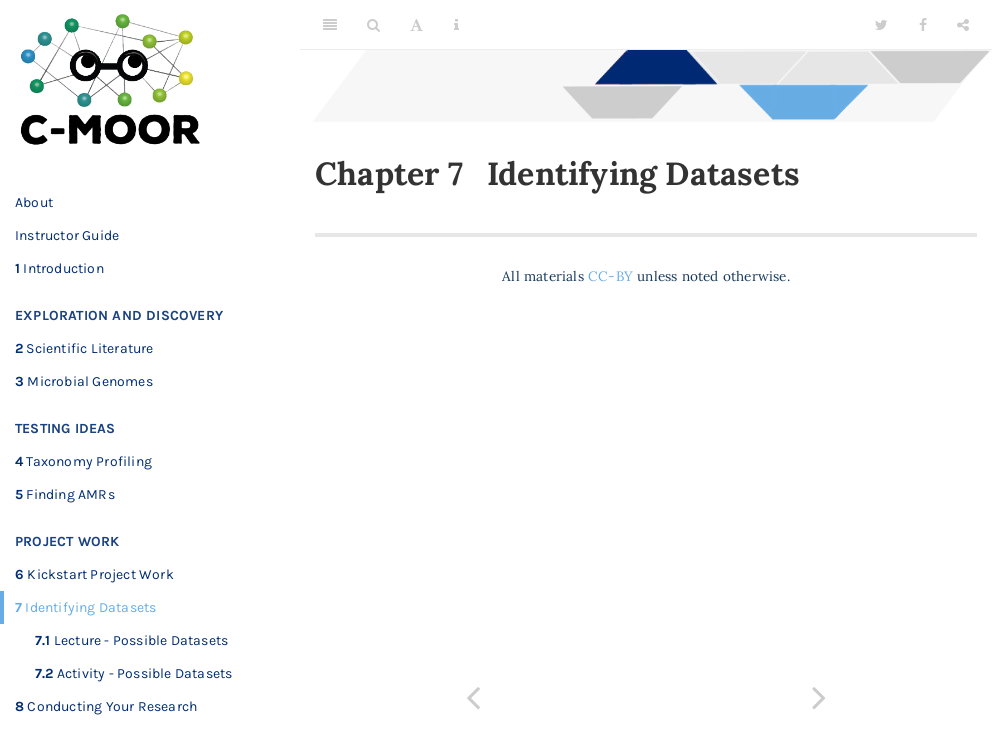 C-MOOR
About
Instructor Guide
1 Introduction
EXPLORATION AND DISCOVERY
2 Scientific Literature
3 Microbial Genomes
TESTING IDEAS
4 Taxonomy Profiling
5 Finding AMRs
PROJECT WORK
6 Kickstart Project Work
7 Identifying Datasets
7.1 Lecture - Possible Datasets
7.2 Activity - Possible Datasets
8 Conducting Your Research
Chapter 7 Identifying Datasets
All materials CC-BY unless noted otherwise.